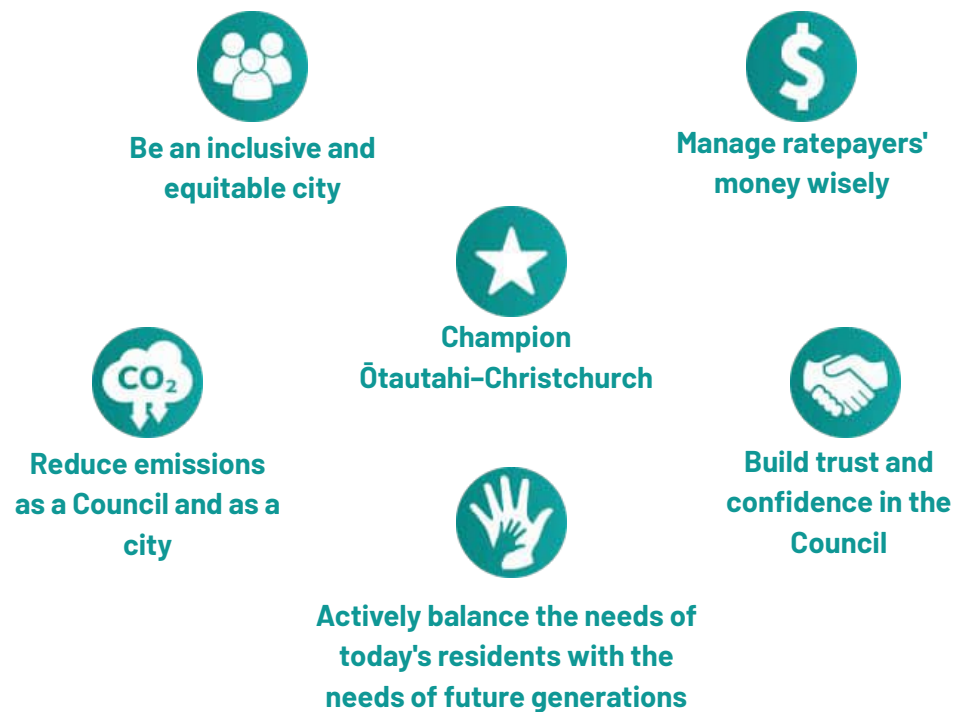 Be an inclusive and
equitable city
$
Manage ratepayers'
money wisely
Champion
Ōtautahi–Christchurch
CO₂
Reduce emissions
as a Council and as a
city
Build trust and
confidence in the
Council
Actively balance the needs of
today's residents with the
needs of future generations